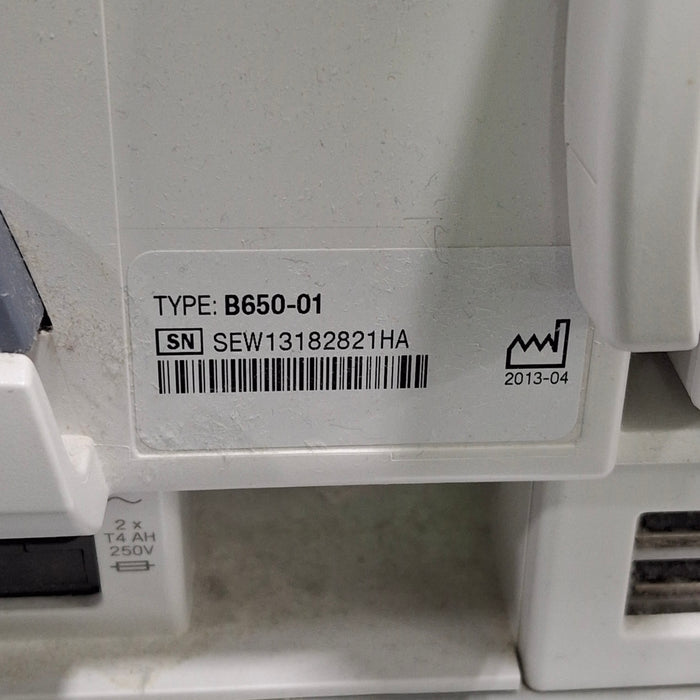 TYPE: B650-01
SN SEW13182821HA
2013-04
2 x
T4 AH
250V